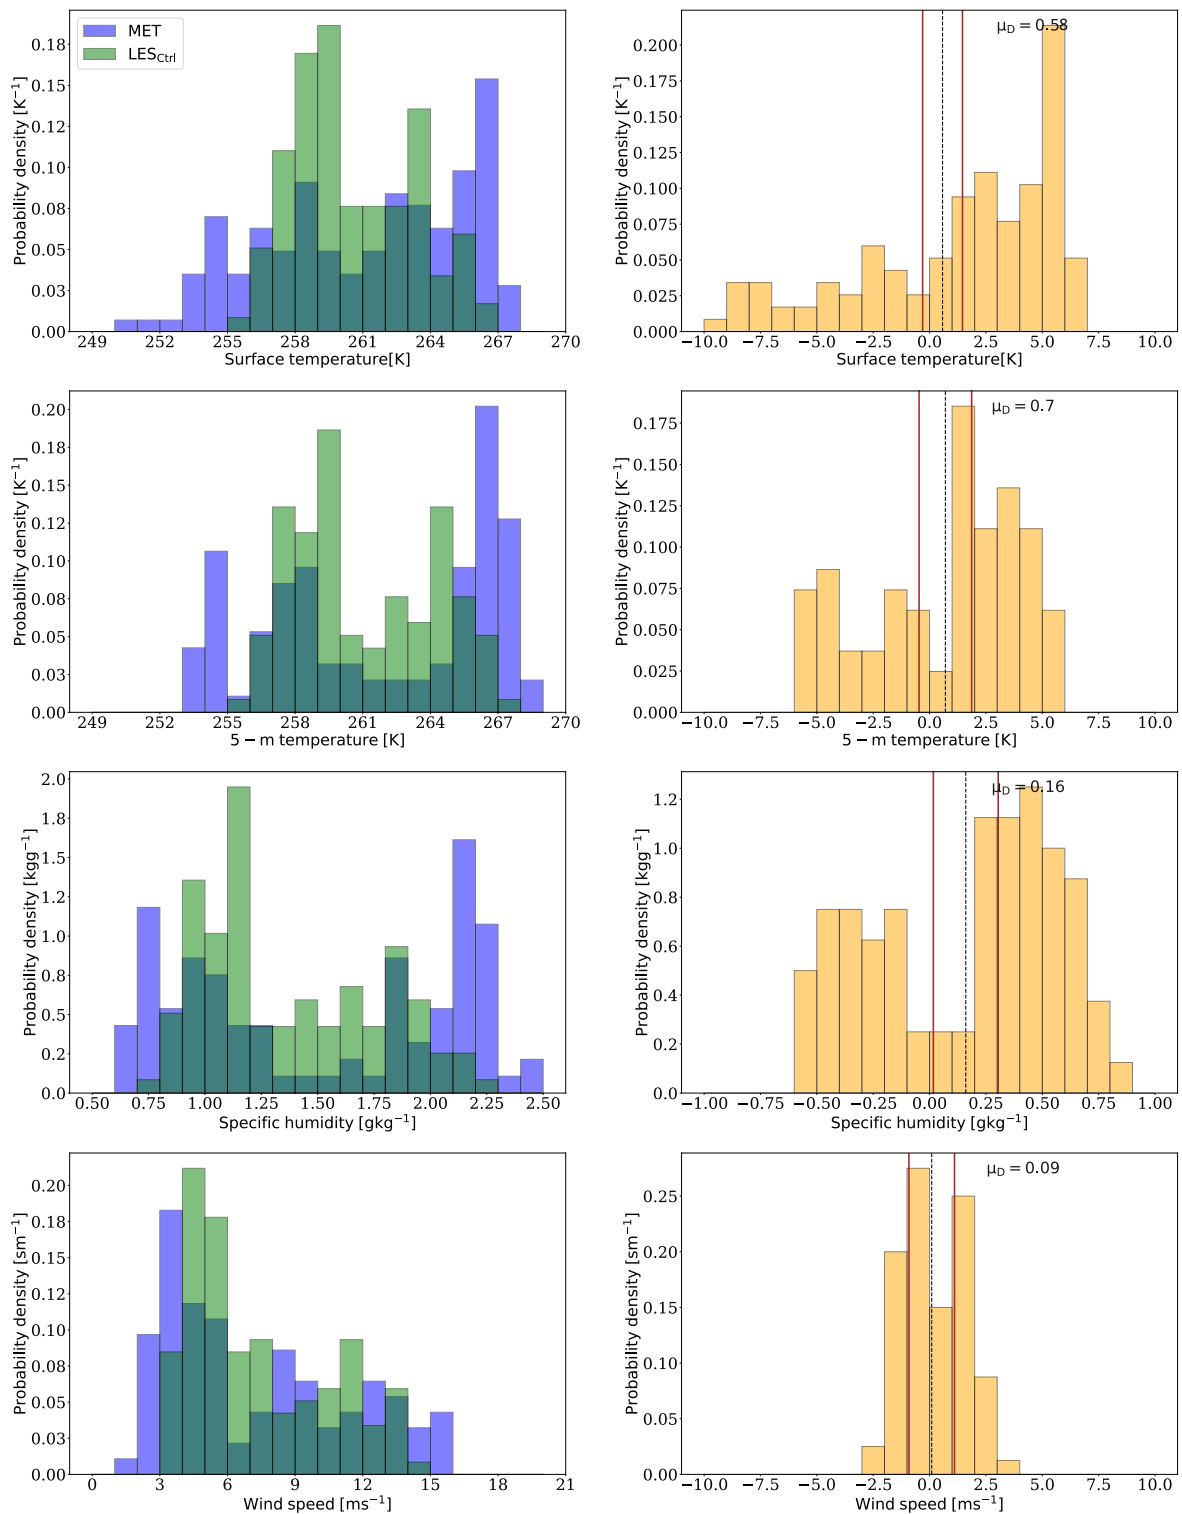 MET
LES_Ctrl
0.18
0.15
0.13
0.10
0.08
0.05
0.03
0.00
Probability density [K⁻¹]
249 252 255 258 261 264 267 270
Surface temperature[K]
μ_D = 0.58
0.200
0.175
0.150
0.125
0.100
0.075
0.050
0.025
0.000
Probability density [K⁻¹]
−10.0 −7.5 −5.0 −2.5 0.0 2.5 5.0 7.5 10.0
Surface temperature[K]
0.20
0.18
0.15
0.12
0.10
0.08
0.05
0.03
0.00
Probability density [K⁻¹]
249 252 255 258 261 264 267 270
5 − m temperature [K]
μ_D = 0.7
0.175
0.150
0.125
0.100
0.075
0.050
0.025
0.000
Probability density [K⁻¹]
−10.0 −7.5 −5.0 −2.5 0.0 2.5 5.0 7.5 10.0
5 − m temperature [K]
2.0
1.8
1.5
1.2
1.0
0.8
0.5
0.2
0.0
Probability density [kgg⁻¹]
0.50 0.75 1.00 1.25 1.50 1.75 2.00 2.25 2.50
Specific humidity [gkg⁻¹]
μ_D = 0.16
1.2
1.0
0.8
0.6
0.4
0.2
0.0
Probability density [kgg⁻¹]
−1.00 −0.75 −0.50 −0.25 0.00 0.25 0.50 0.75 1.00
Specific humidity [gkg⁻¹]
0.20
0.18
0.15
0.12
0.10
0.08
0.05
0.03
0.00
Probability density [sm⁻¹]
0 3 6 9 12 15 18 21
Wind speed [ms⁻¹]
μ_D = 0.09
0.25
0.20
0.15
0.10
0.05
0.00
Probability density [sm⁻¹]
−10.0 −7.5 −5.0 −2.5 0.0 2.5 5.0 7.5 10.0
Wind speed [ms⁻¹]